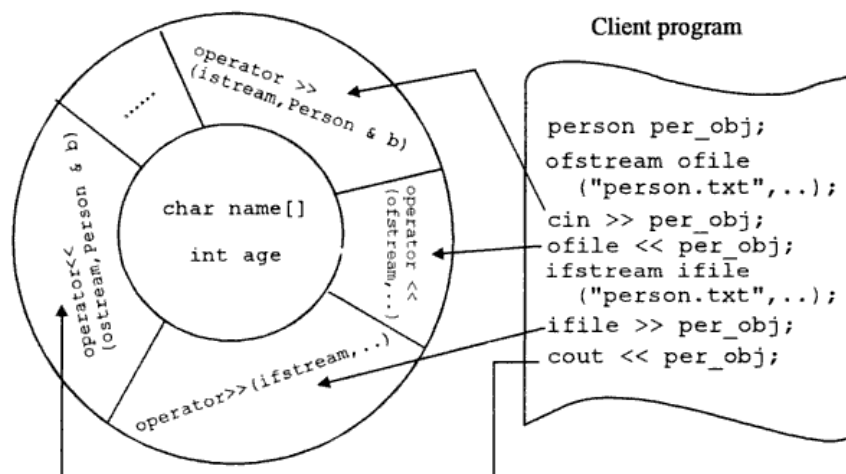 Client program
operator >>
(istream,Person & b)
......
operator<<
(ostream,Person & b)
char name[]
int age
operator <<
(ofstream,..)
operator>>(ifstream,..)
person per_obj;
ofstream ofile
("person.txt",..);
cin >> per_obj;
ofile << per_obj;
ifstream ifile
("person.txt",..);
ifile >> per_obj;
cout << per_obj;